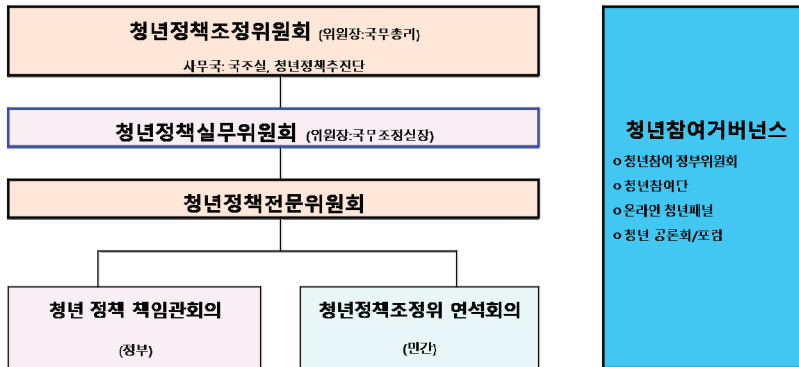 청년정책조정위원회 (위원장:국무총리)
사무국: 국조실, 청년정책추진단
청년정책실무위원회 (위원장:국무조정실장)
청년정책전문위원회
청년 정책 책임관회의
(정부)
청년정책조정위 연석회의
(민간)
청년참여거버넌스
o 청년참여 정부위원회
o 청년참여단
o 온라인 청년패널
o 청년 공론회/포럼